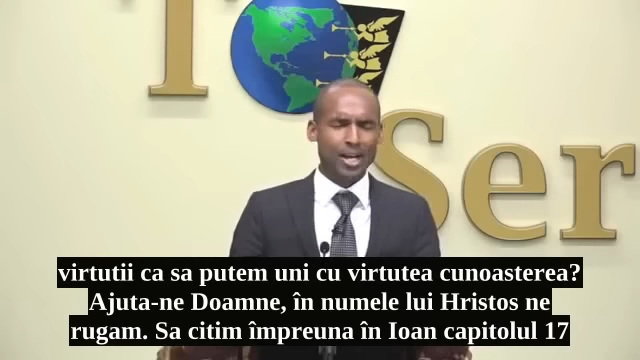 To
Ser
virtutii ca sa putem uni cu virtutea cunoasterea?
Ajuta-ne Doamne, în numele lui Hristos ne
rugam. Sa citim împreuna în Ioan capitolul 17